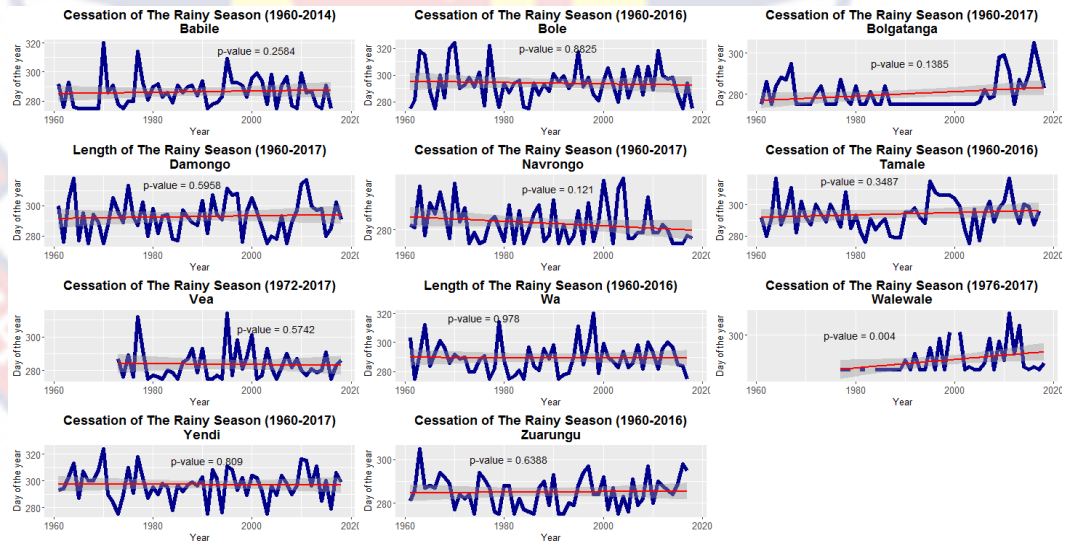 Cessation of The Rainy Season (1960-2014)
Babile
p-value = 0.2584
Day of the year
320
300
280
1960 1980 2000 2020
Year
Cessation of The Rainy Season (1960-2016)
Bole
p-value = 0.8825
Day of the year
320
300
280
1960 1980 2000 2020
Year
Cessation of The Rainy Season (1960-2017)
Bolgatanga
p-value = 0.1385
Day of the year
300
280
1960 1980 2000 2020
Year
Length of The Rainy Season (1960-2017)
Damongo
p-value = 0.5958
Day of the year
300
280
1960 1980 2000 2020
Year
Cessation of The Rainy Season (1960-2017)
Navrongo
p-value = 0.121
Day of the year
280
1960 1980 2000 2020
Year
Cessation of The Rainy Season (1960-2016)
Tamale
p-value = 0.3487
Day of the year
300
280
1960 1980 2000 2020
Year
Cessation of The Rainy Season (1972-2017)
Vea
p-value = 0.5742
Day of the year
300
280
1960 1980 2000 2020
Year
Length of The Rainy Season (1960-2016)
Wa
p-value = 0.978
Day of the year
320
300
280
1960 1980 2000 2020
Year
Cessation of The Rainy Season (1976-2017)
Walewale
p-value = 0.004
Day of the year
300
1960 1980 2000 2020
Year
Cessation of The Rainy Season (1960-2017)
Yendi
p-value = 0.809
Day of the year
320
300
280
1960 1980 2000 2020
Year
Cessation of The Rainy Season (1960-2016)
Zuarungu
p-value = 0.6388
Day of the year
300
280
1960 1980 2000 2020
Year